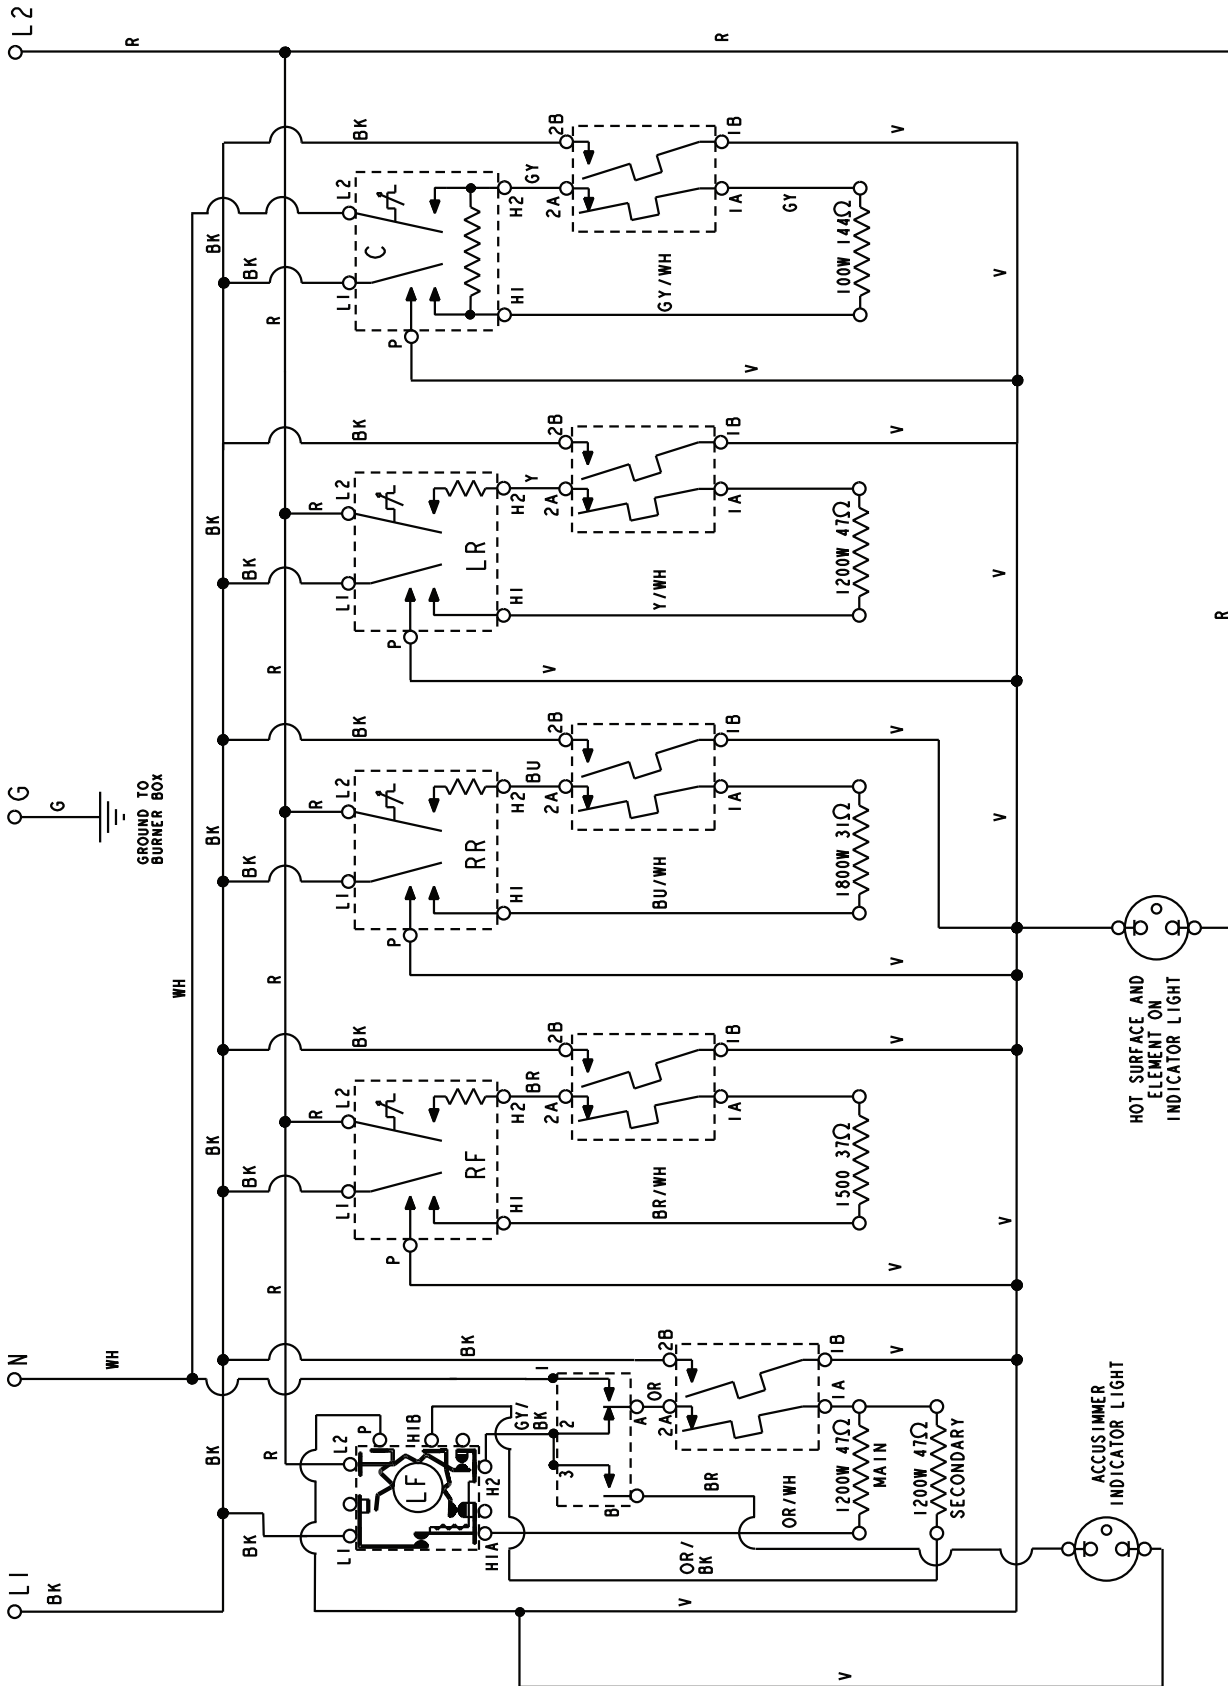 L2
R
R
BK
2B
1B
V
L2
GY
H2
2A
1A
GY
BK
BK
C
GY/WH
100W 144Ω
V
L1
H1
R
P
V
BK
2B
1B
V
L2
R
Y
H2
2A
1A
BK
BK
LR
Y/WH
1200W 47Ω
V
L1
H1
R
P
V
R
BK
2B
1B
V
L2
R
BU
H2
2A
1A
G
G
GROUND TO
BURNER BOX
BK
BK
RR
BU/WH
1800W 31Ω
V
L1
H1
P
V
WH
R
HOT SURFACE AND
ELEMENT ON
INDICATOR LIGHT
BK
2B
1B
V
L2
R
BR
H2
2A
1A
BK
BK
RF
BR/WH
1500 37Ω
V
L1
H1
P
V
R
N
WH
BK
2B
1B
V
1
2
3
A
B
OR
2A
1A
GY/
BK
L2
P
H1B
LF
H2
L1
H1A
R
BK
BK
BR
OR/WH
1200W 47Ω
MAIN
1200W 47Ω
SECONDARY
ACCUSIMMER
INDICATOR LIGHT
OR/
BK
L1
BK
V
V